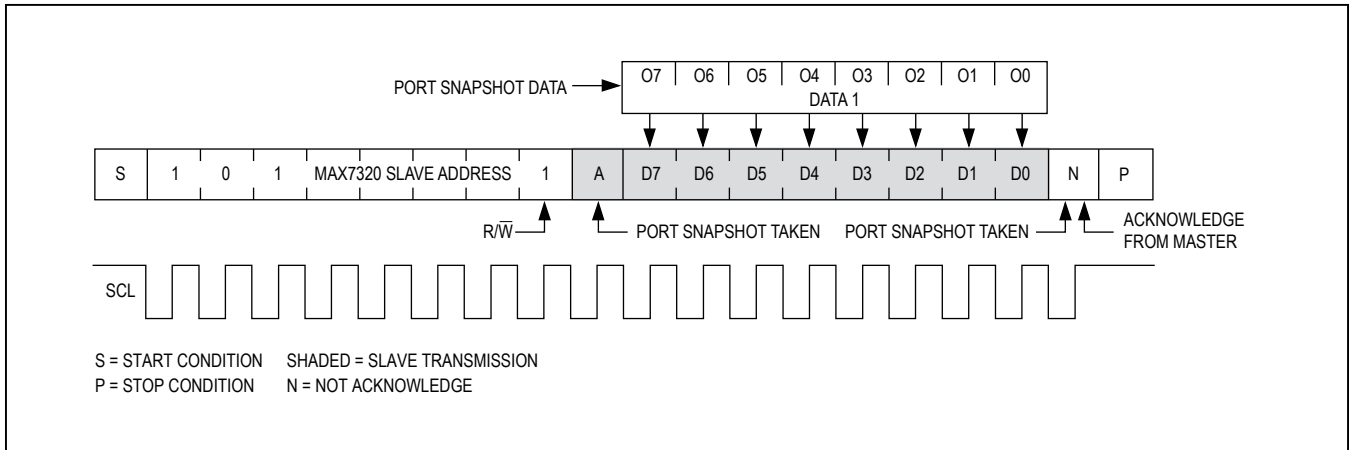 O7 O6 O5 O4 O3 O2 O1 O0
PORT SNAPSHOT DATA
DATA 1
S 1 0 1 MAX7320 SLAVE ADDRESS 1 A D7 D6 D5 D4 D3 D2 D1 D0 N P
R/W̅ PORT SNAPSHOT TAKEN PORT SNAPSHOT TAKEN ACKNOWLEDGE
FROM MASTER
SCL
S = START CONDITION SHADED = SLAVE TRANSMISSION
P = STOP CONDITION N = NOT ACKNOWLEDGE